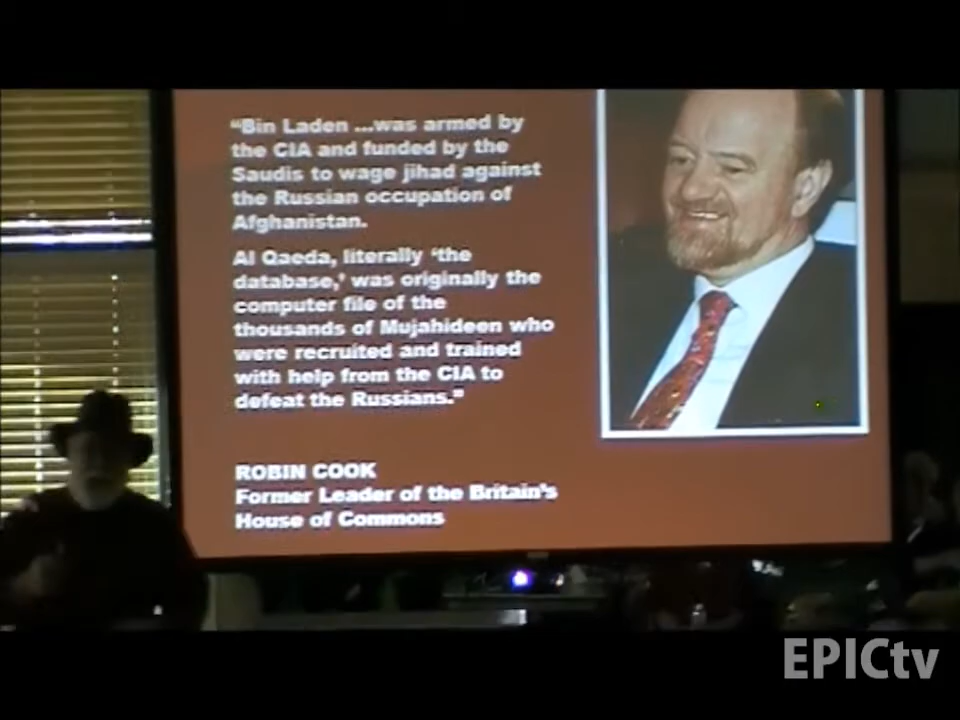 “Bin Laden ...was armed by
the CIA and funded by the
Saudis to wage jihad against
the Russian occupation of
Afghanistan.
Al Qaeda, literally ‘the
database,’ was originally the
computer file of the
thousands of Mujahideen who
were recruited and trained
with help from the CIA to
defeat the Russians.”
ROBIN COOK
Former Leader of the Britain's
House of Commons
EPICtv